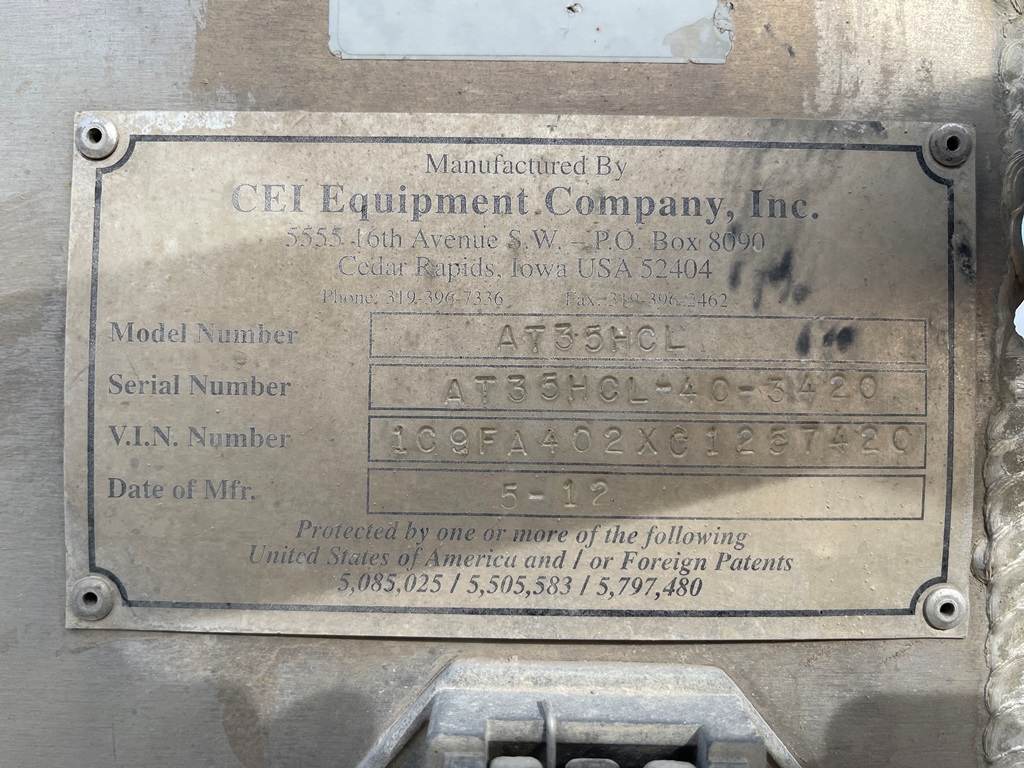 Manufactured By
CEI Equipment Company, Inc.
5555 16th Avenue S.W. – P.O. Box 8090
Cedar Rapids, Iowa USA 52404
Phone: 319-396-7336 Fax: 319-396-2462
Model Number AT35HCL
Serial Number AT35HCL-40-3420
V.I.N. Number 1C9FA402XC1257420
Date of Mfr. 5-12
Protected by one or more of the following
United States of America and / or Foreign Patents
5,085,025 / 5,505,583 / 5,797,480